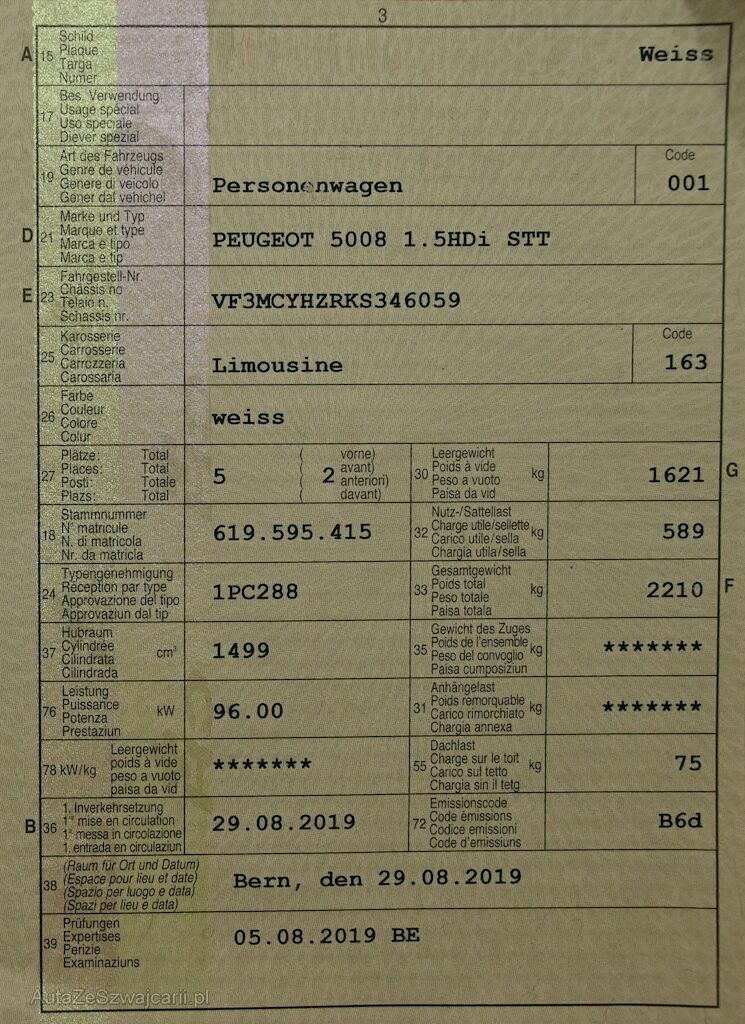 3
A 15 Schild
Plaque
Targa
Numer
Weiss
17 Bes. Verwendung
Usage spécial
Uso speciale
Diever spezial
19 Art des Fahrzeugs
Genre de véhicule
Genere di veicolo
Gener dal vehichel
Personenwagen
Code
001
D 21 Marke und Typ
Marque et type
Marca e tipo
Marca e tip
PEUGEOT 5008 1.5HDi STT
E 23 Fahrgestell-Nr.
Châssis no
Telaio n.
Schassis nr.
VF3MCYHZRKS346059
25 Karosserie
Carrosserie
Carrozzeria
Carossaria
Limousine
Code
163
26 Farbe
Couleur
Colore
Colur
weiss
27 Plätze: Total
Places: Total
Posti: Totale
Plazs: Total
5
( vorne)
( 2 avant)
( anteriori)
( davant)
30 Leergewicht
Poids à vide
Peso a vuoto
Paisa da vid
kg
1621
G
18 Stammnummer
N° matricule
N. di matricola
Nr. da matricla
619.595.415
32 Nutz-/Sattellast
Charge utile/sellette
Carico utile/sella
Chargia utila/sella
kg
589
24 Typengenehmigung
Réception par type
Approvazione del tipo
Approvaziun dal tip
1PC288
33 Gesamtgewicht
Poids total
Peso totale
Paisa totala
kg
2210
F
37 Hubraum
Cylindrée
Cilindrata
Cilindrada
cm³
1499
35 Gewicht des Zuges
Poids de l'ensemble
Peso del convoglio
Paisa cumposiziun
kg
*******
76 Leistung
Puissance
Potenza
Prestaziun
kW
96.00
31 Anhängelast
Poids remorquable
Carico rimorchiato
Chargia annexa
kg
*******
78 kW/kg
Leergewicht
poids à vide
peso a vuoto
paisa da vid
*******
55 Dachlast
Charge sur le toit
Carico sul tetto
Chargia sin il tetg
kg
75
B 36 1. Inverkehrsetzung
1re mise en circulation
1a messa in circolazione
1. entrada en circulaziun
29.08.2019
72 Emissionscode
Code émissions
Codice emissioni
Code d'emissiuns
B6d
38 (Raum für Ort und Datum)
(Espace pour lieu et date)
(Spazio per luogo e data)
(Spazi per lieu e data)
Bern, den 29.08.2019
39 Prüfungen
Expertises
Perizie
Examinaziuns
05.08.2019 BE
AutaZeSzwajcarii.pl